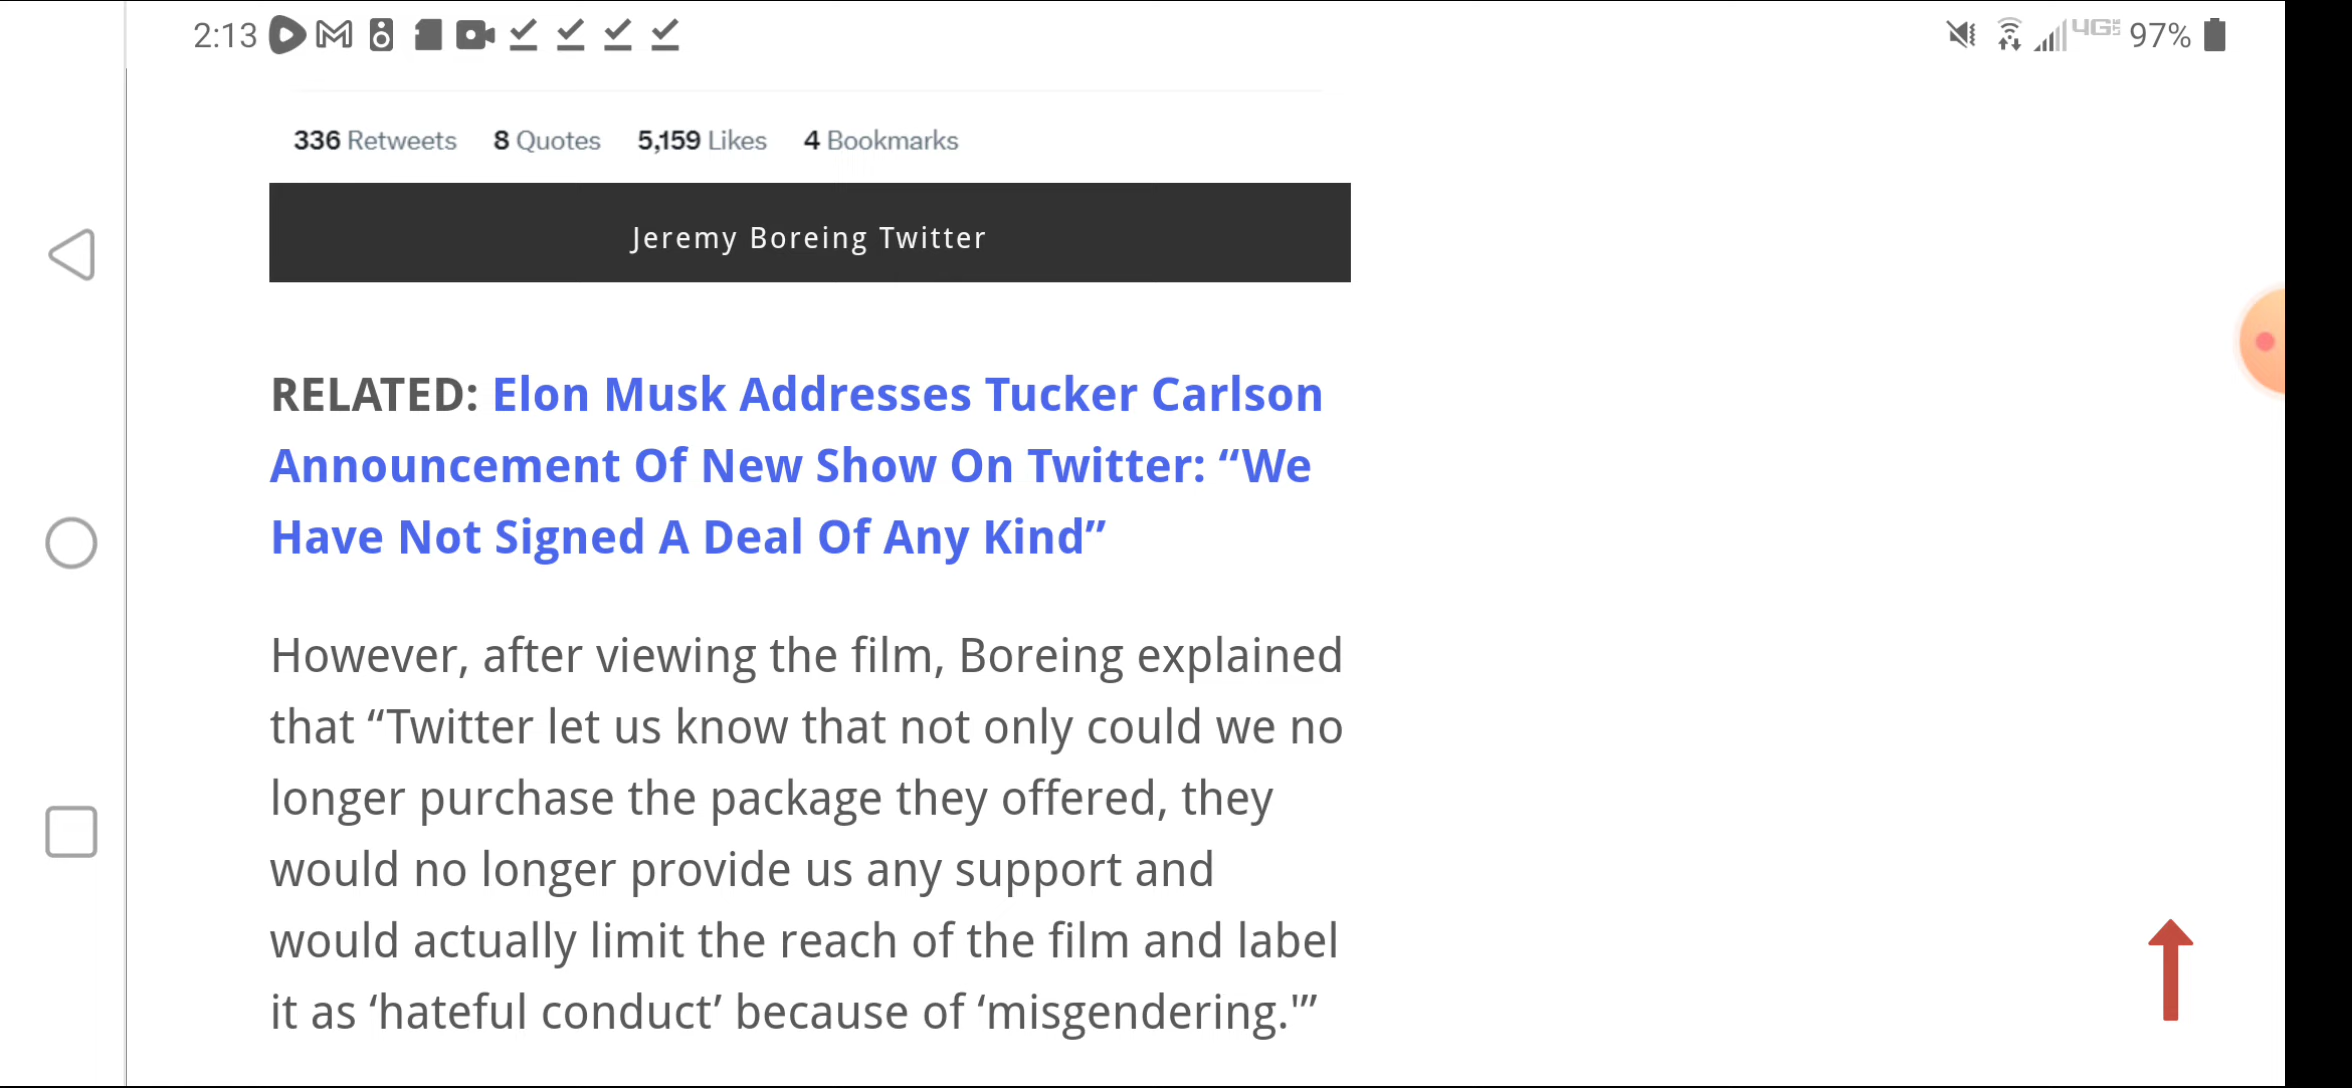 2:13
4GE 97%
336 Retweets 8 Quotes 5,159 Likes 4 Bookmarks
Jeremy Boreing Twitter
RELATED: Elon Musk Addresses Tucker Carlson
Announcement Of New Show On Twitter: “We
Have Not Signed A Deal Of Any Kind”
However, after viewing the film, Boreing explained
that “Twitter let us know that not only could we no
longer purchase the package they offered, they
would no longer provide us any support and
would actually limit the reach of the film and label
it as ‘hateful conduct’ because of ‘misgendering.'”